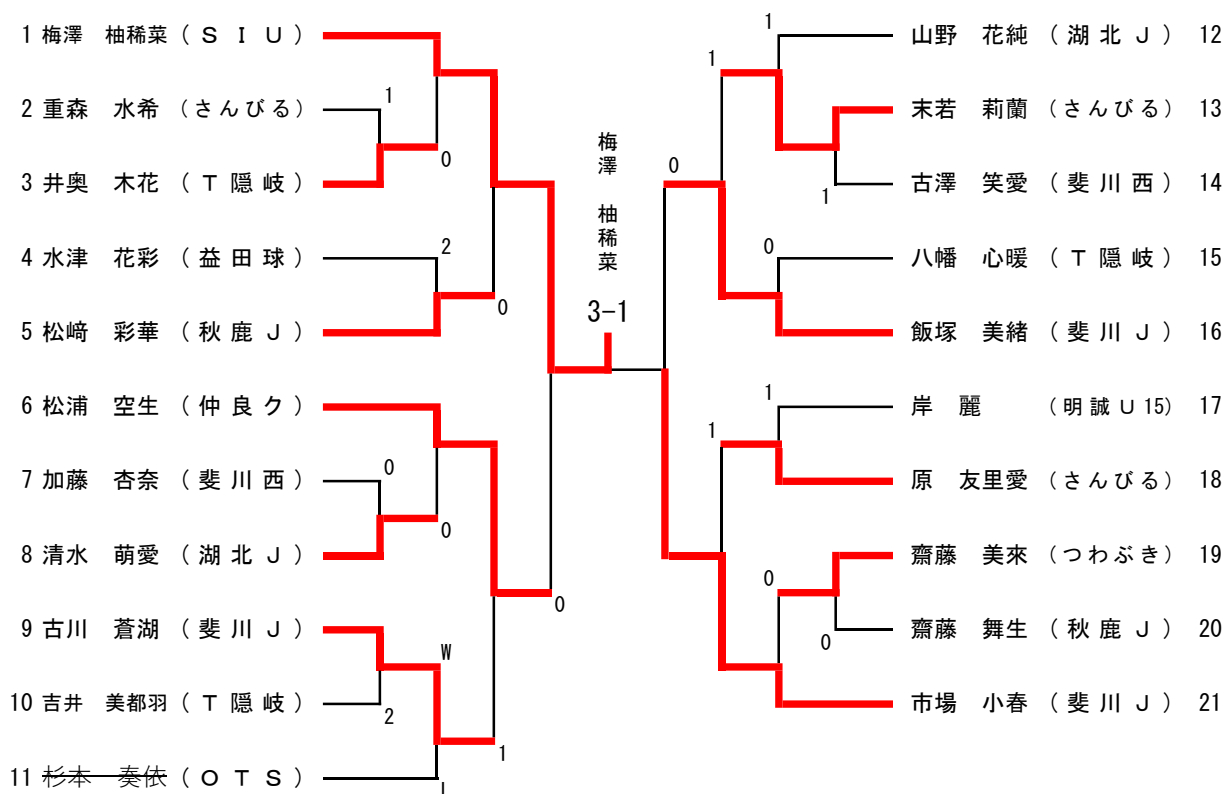 1 梅澤 柚稀菜 (ＳＩＵ)
2 重森 水希 (さんびる)
3 井奥 木花 (Ｔ隠岐)
4 水津 花彩 (益田球)
5 松﨑 彩華 (秋鹿Ｊ)
6 松浦 空生 (仲良ク)
7 加藤 杏奈 (斐川西)
8 清水 萌愛 (湖北Ｊ)
9 古川 蒼湖 (斐川Ｊ)
10 吉井 美都羽 (Ｔ隠岐)
11 杉本 奏依 (ＯＴＳ)
1
0
2
0
0
0
0
W
2
L
1
梅澤 柚稀菜
3-1
0
1
1
1
0
1
1
0
0
山野 花純 (湖北Ｊ) 12
末若 莉蘭 (さんびる) 13
古澤 笑愛 (斐川西) 14
八幡 心暖 (Ｔ隠岐) 15
飯塚 美緒 (斐川Ｊ) 16
岸 麗 (明誠Ｕ15) 17
原 友里愛 (さんびる) 18
齋藤 美來 (つわぶき) 19
齋藤 舞生 (秋鹿Ｊ) 20
市場 小春 (斐川Ｊ) 21